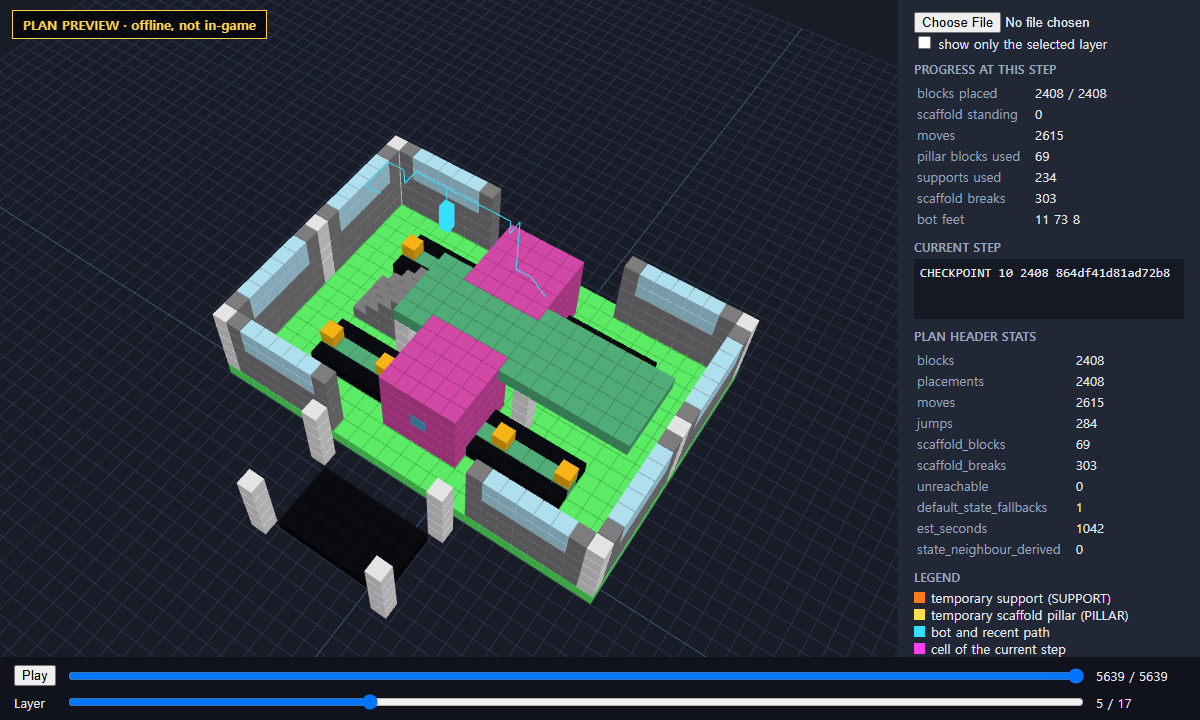 PLAN PREVIEW · offline, not in-game
Choose File No file chosen
show only the selected layer
PROGRESS AT THIS STEP
blocks placed 2408 / 2408
scaffold standing 0
moves 2615
pillar blocks used 69
supports used 234
scaffold breaks 303
bot feet 11 73 8
CURRENT STEP
CHECKPOINT 10 2408 864df41d81ad72b8
PLAN HEADER STATS
blocks 2408
placements 2408
moves 2615
jumps 284
scaffold_blocks 69
scaffold_breaks 303
unreachable 0
default_state_fallbacks 1
est_seconds 1042
state_neighbour_derived 0
LEGEND
temporary support (SUPPORT)
temporary scaffold pillar (PILLAR)
bot and recent path
cell of the current step
Play 5639 / 5639
Layer 5 / 17